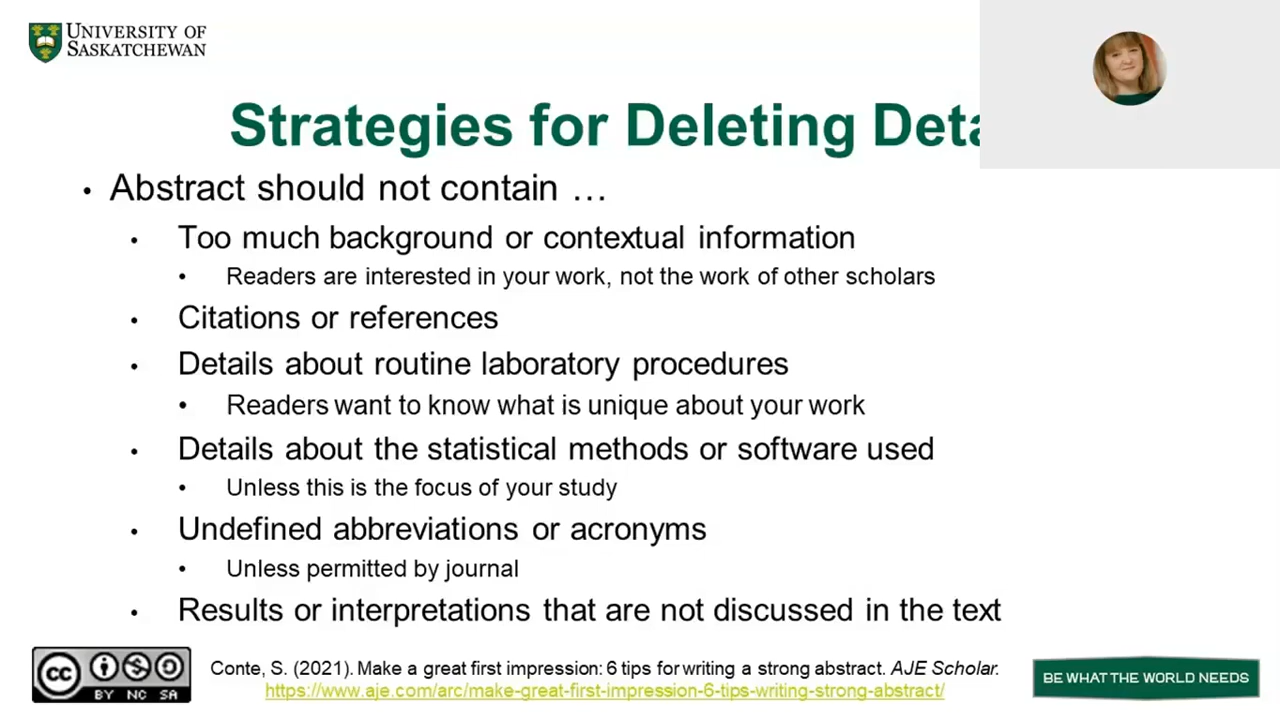 UNIVERSITY OF
SASKATCHEWAN
Strategies for Deleting
• Abstract should not contain …
• Too much background or contextual information
• Readers are interested in your work, not the work of other scholars
• Citations or references
• Details about routine laboratory procedures
• Readers want to know what is unique about your work
• Details about the statistical methods or software used
• Unless this is the focus of your study
• Undefined abbreviations or acronyms
• Unless permitted by journal
• Results or interpretations that are not discussed in the text
Conte, S. (2021). Make a great first impression: 6 tips for writing a strong abstract. AJE Scholar.
https://www.aje.com/arc/make-great-first-impression-6-tips-writing-strong-abstract/
cc
BY NC SA
BE WHAT THE WORLD NEEDS